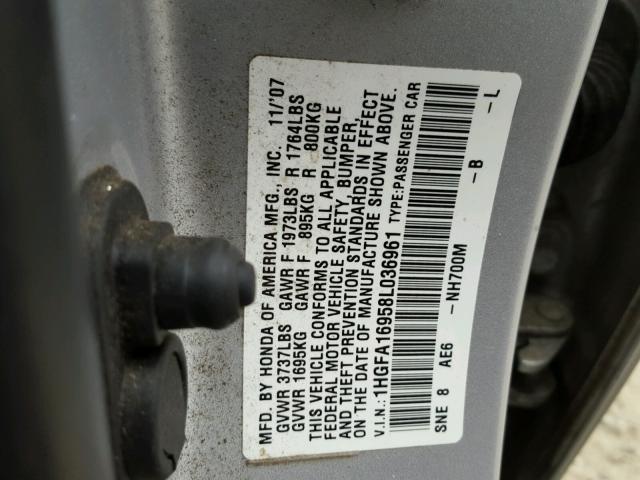 MFD. BY HONDA OF AMERICA MFG., INC. 11/'07
GVWR 3737LBS GAWR F 1973LBS R 1764LBS
GVWR 1695KG GAWR F 895KG R 800KG
THIS VEHICLE CONFORMS TO ALL APPLICABLE
FEDERAL MOTOR VEHICLE SAFETY, BUMPER,
AND THEFT PREVENTION STANDARDS IN EFFECT
ON THE DATE OF MANUFACTURE SHOWN ABOVE.
V.I.N.: 1HGFA16958L036961 TYPE:PASSENGER CAR
SNE 8 AE6 -NH700M -B -L